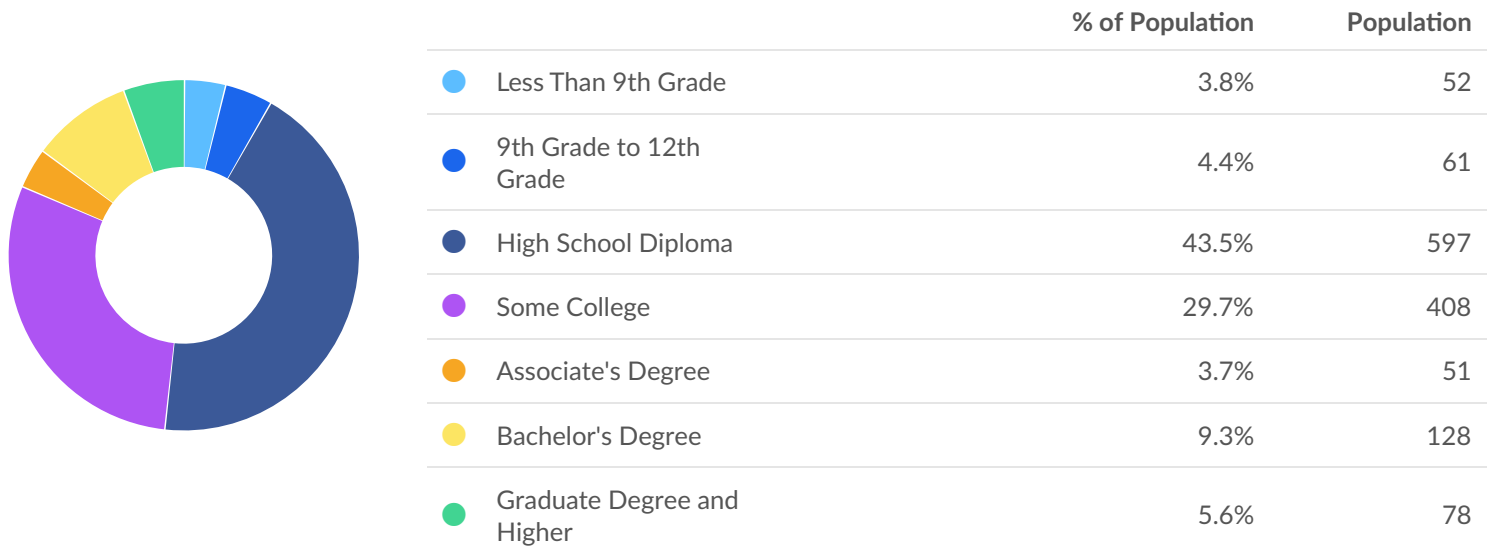 % of Population Population
Less Than 9th Grade 3.8% 52
9th Grade to 12th
Grade 4.4% 61
High School Diploma 43.5% 597
Some College 29.7% 408
Associate's Degree 3.7% 51
Bachelor's Degree 9.3% 128
Graduate Degree and
Higher 5.6% 78